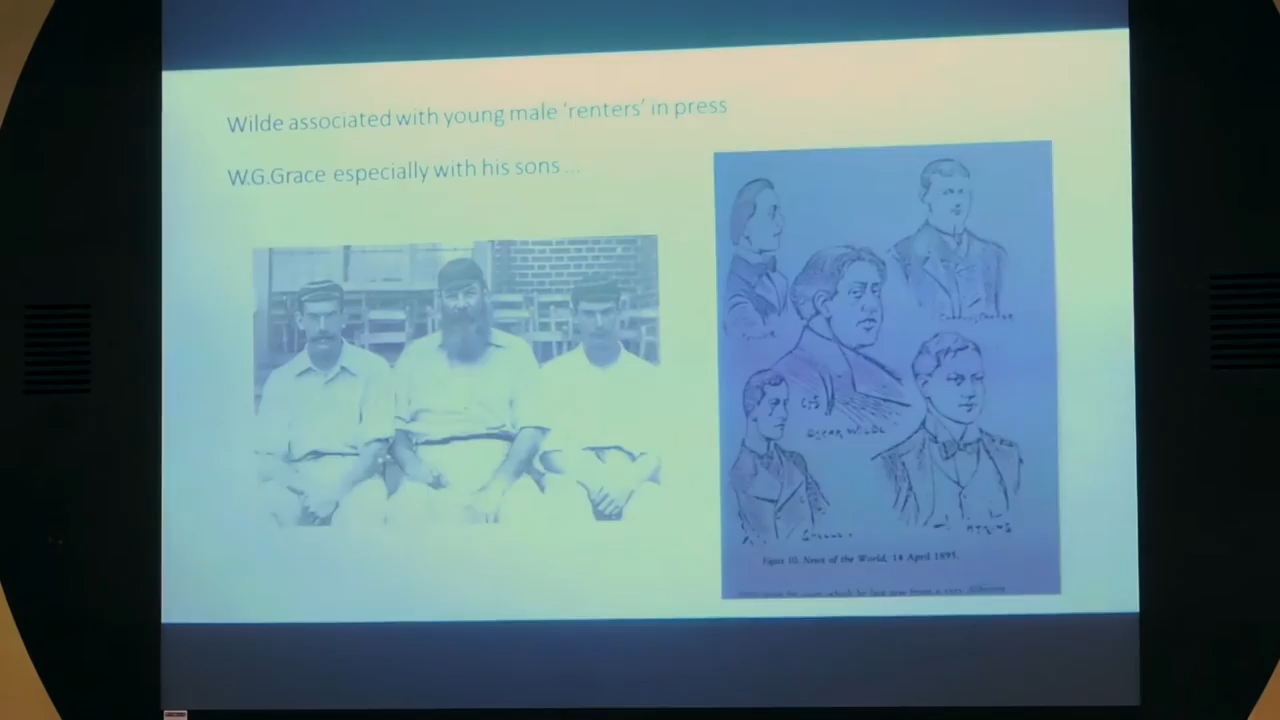 Wilde associated with young male 'renters' in press
W.G.Grace especially with his sons ...
OSCAR WILDE
ATKINS
Figure 10. News of the World, 14 April 1895.